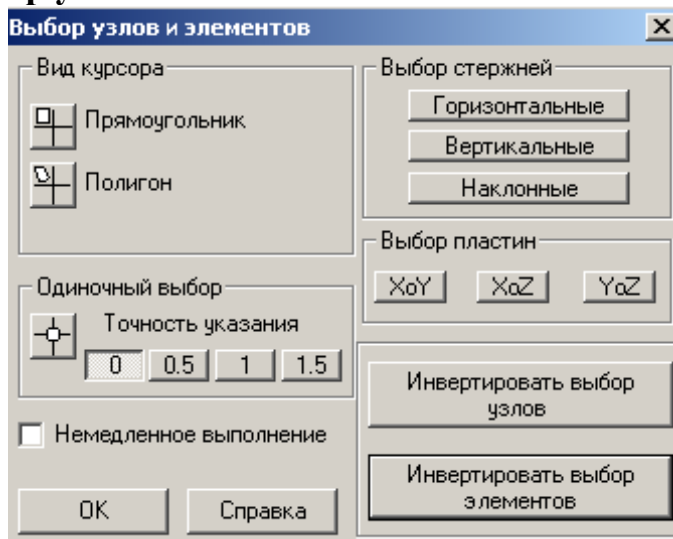 Выбор узлов и элементов
Вид курсора
Прямоугольник
Полигон
Одиночный выбор
Точность указания
0 0.5 1 1.5
Немедленное выполнение
OK Справка
Выбор стержней
Горизонтальные
Вертикальные
Наклонные
Выбор пластин
XoY XoZ YoZ
Инвертировать выбор
узлов
Инвертировать выбор
элементов